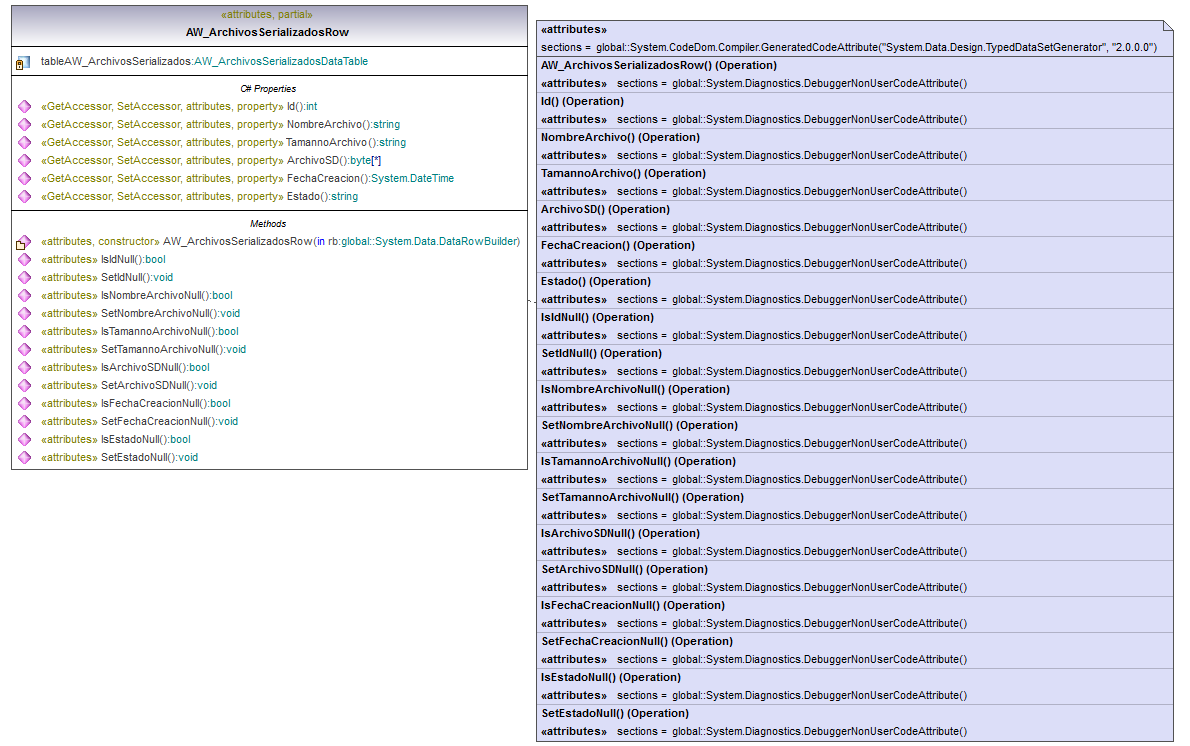 «attributes, partial»
AW_ArchivosSerializadosRow
tableAW_ArchivosSerializados:AW_ArchivosSerializadosDataTable
C# Properties
«GetAccessor, SetAccessor, attributes, property» Id():int
«GetAccessor, SetAccessor, attributes, property» NombreArchivo():string
«GetAccessor, SetAccessor, attributes, property» TamannoArchivo():string
«GetAccessor, SetAccessor, attributes, property» ArchivoSD():byte[*]
«GetAccessor, SetAccessor, attributes, property» FechaCreacion():System.DateTime
«GetAccessor, SetAccessor, attributes, property» Estado():string
Methods
«attributes, constructor» AW_ArchivosSerializadosRow(in rb:global::System.Data.DataRowBuilder)
«attributes» IsIdNull():bool
«attributes» SetIdNull():void
«attributes» IsNombreArchivoNull():bool
«attributes» SetNombreArchivoNull():void
«attributes» IsTamannoArchivoNull():bool
«attributes» SetTamannoArchivoNull():void
«attributes» IsArchivoSDNull():bool
«attributes» SetArchivoSDNull():void
«attributes» IsFechaCreacionNull():bool
«attributes» SetFechaCreacionNull():void
«attributes» IsEstadoNull():bool
«attributes» SetEstadoNull():void
«attributes»
sections = global::System.CodeDom.Compiler.GeneratedCodeAttribute("System.Data.Design.TypedDataSetGenerator", "2.0.0.0")
AW_ArchivosSerializadosRow() (Operation)
«attributes» sections = global::System.Diagnostics.DebuggerNonUserCodeAttribute()
Id() (Operation)
«attributes» sections = global::System.Diagnostics.DebuggerNonUserCodeAttribute()
NombreArchivo() (Operation)
«attributes» sections = global::System.Diagnostics.DebuggerNonUserCodeAttribute()
TamannoArchivo() (Operation)
«attributes» sections = global::System.Diagnostics.DebuggerNonUserCodeAttribute()
ArchivoSD() (Operation)
«attributes» sections = global::System.Diagnostics.DebuggerNonUserCodeAttribute()
FechaCreacion() (Operation)
«attributes» sections = global::System.Diagnostics.DebuggerNonUserCodeAttribute()
Estado() (Operation)
«attributes» sections = global::System.Diagnostics.DebuggerNonUserCodeAttribute()
IsIdNull() (Operation)
«attributes» sections = global::System.Diagnostics.DebuggerNonUserCodeAttribute()
SetIdNull() (Operation)
«attributes» sections = global::System.Diagnostics.DebuggerNonUserCodeAttribute()
IsNombreArchivoNull() (Operation)
«attributes» sections = global::System.Diagnostics.DebuggerNonUserCodeAttribute()
SetNombreArchivoNull() (Operation)
«attributes» sections = global::System.Diagnostics.DebuggerNonUserCodeAttribute()
IsTamannoArchivoNull() (Operation)
«attributes» sections = global::System.Diagnostics.DebuggerNonUserCodeAttribute()
SetTamannoArchivoNull() (Operation)
«attributes» sections = global::System.Diagnostics.DebuggerNonUserCodeAttribute()
IsArchivoSDNull() (Operation)
«attributes» sections = global::System.Diagnostics.DebuggerNonUserCodeAttribute()
SetArchivoSDNull() (Operation)
«attributes» sections = global::System.Diagnostics.DebuggerNonUserCodeAttribute()
IsFechaCreacionNull() (Operation)
«attributes» sections = global::System.Diagnostics.DebuggerNonUserCodeAttribute()
SetFechaCreacionNull() (Operation)
«attributes» sections = global::System.Diagnostics.DebuggerNonUserCodeAttribute()
IsEstadoNull() (Operation)
«attributes» sections = global::System.Diagnostics.DebuggerNonUserCodeAttribute()
SetEstadoNull() (Operation)
«attributes» sections = global::System.Diagnostics.DebuggerNonUserCodeAttribute()